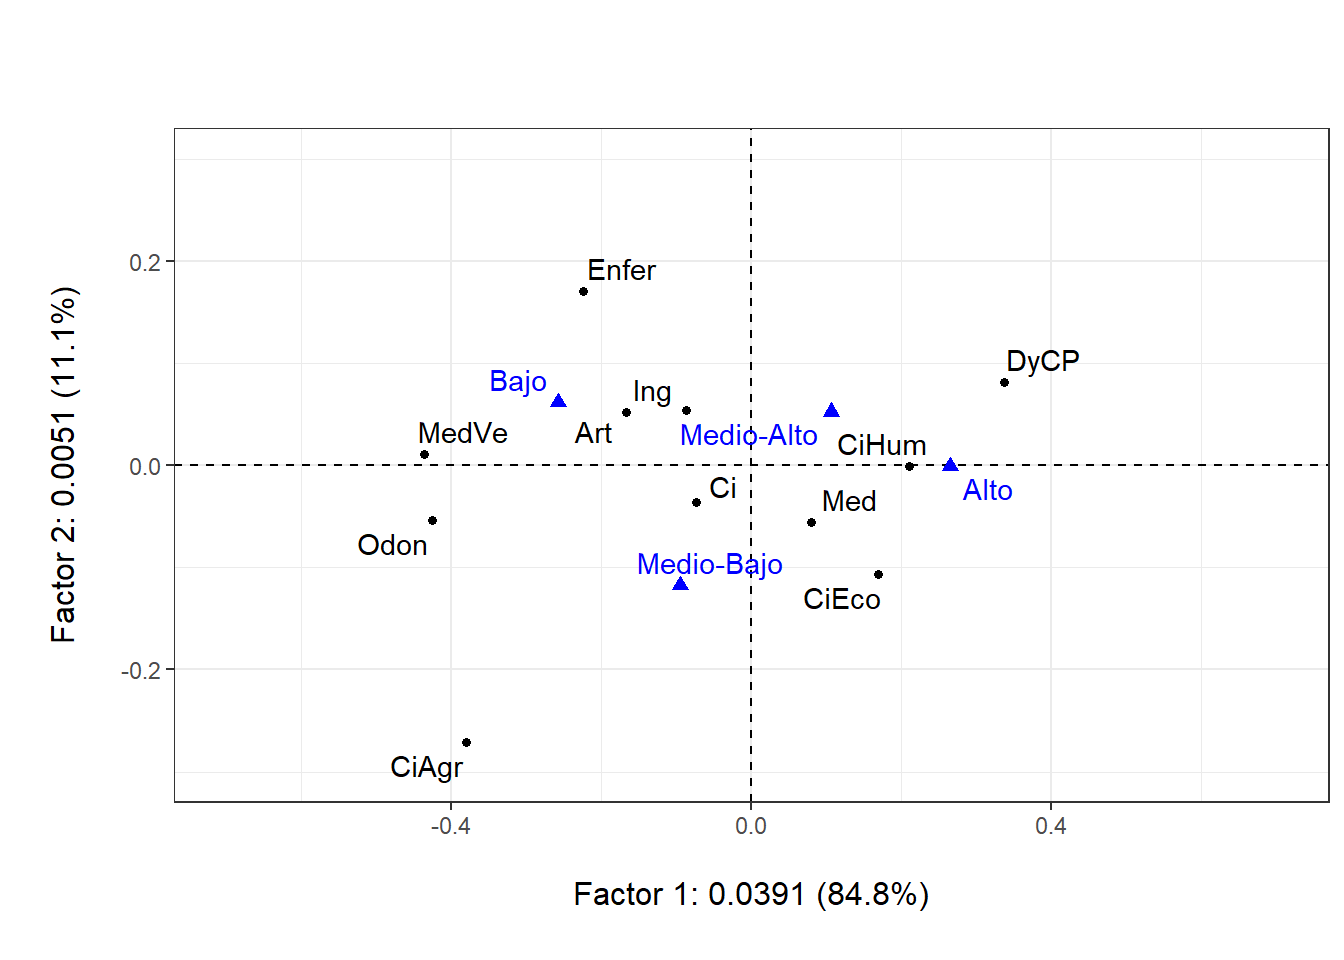 0.2
0.0
-0.2
Factor 2: 0.0051 (11.1%)
Enfer
DyCP
Bajo
Ing
MedVe
Art
Medio-Alto
CiHum
Ci
Med
Alto
Odon
Medio-Bajo
CiEco
CiAgr
-0.4
0.0
0.4
Factor 1: 0.0391 (84.8%)